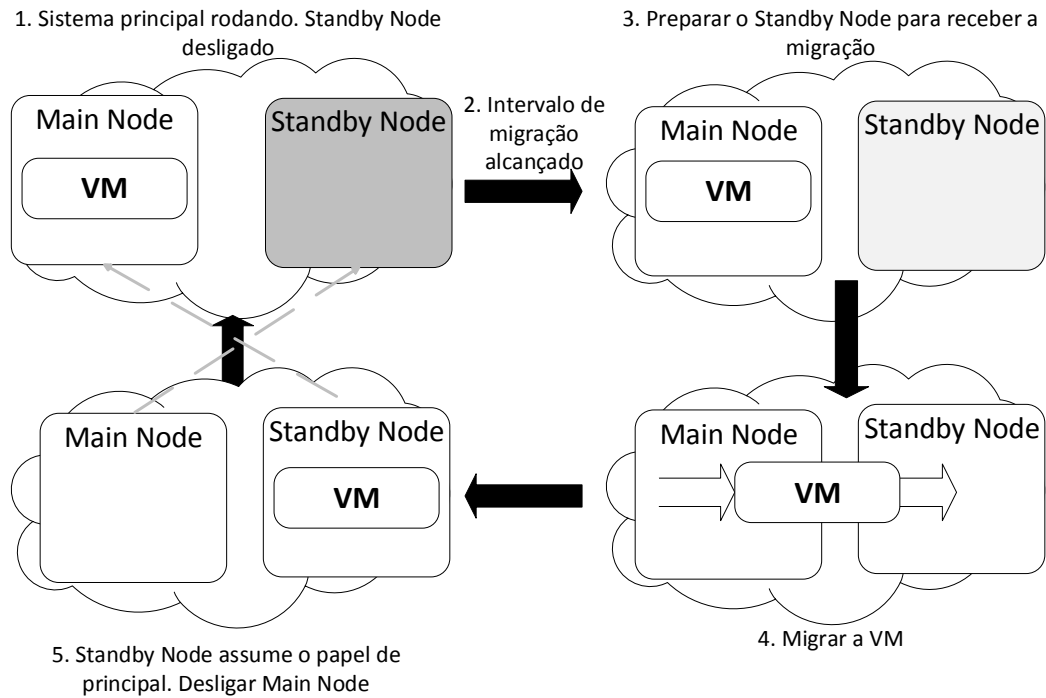 1. Sistema principal rodando. Standby Node
desligado
Main Node
VM
Standby Node
2. Intervalo de
migração
alcançado
3. Preparar o Standby Node para receber a
migração
Main Node
VM
Standby Node
Main Node
Standby Node
VM
4. Migrar a VM
Main Node
Standby Node
VM
5. Standby Node assume o papel de
principal. Desligar Main Node